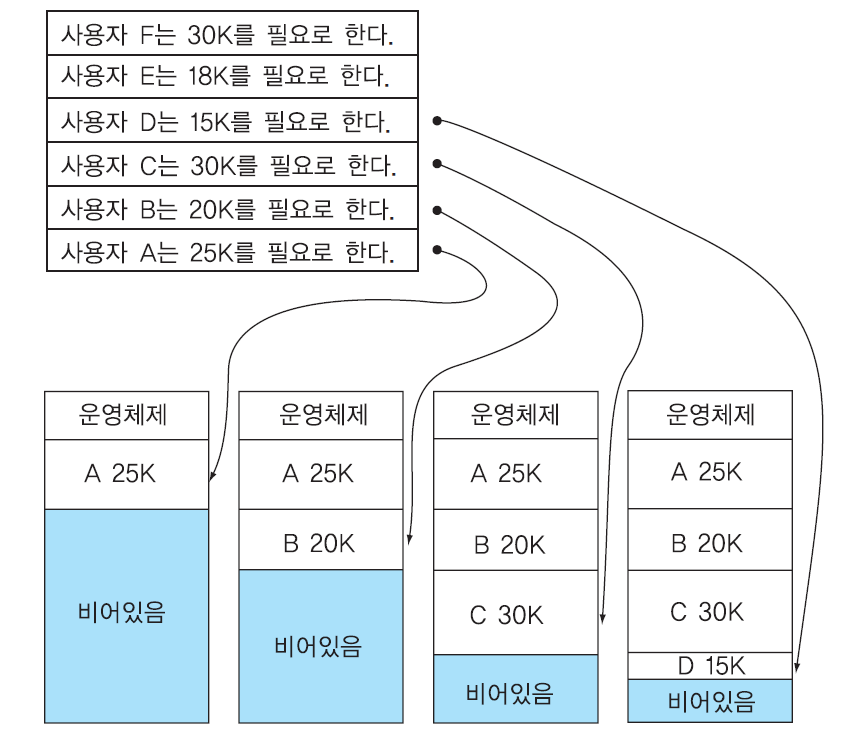 사용자 F는 30K를 필요로 한다.
사용자 E는 18K를 필요로 한다.
사용자 D는 15K를 필요로 한다.
사용자 C는 30K를 필요로 한다.
사용자 B는 20K를 필요로 한다.
사용자 A는 25K를 필요로 한다.
운영체제
A 25K
비어있음
운영체제
A 25K
B 20K
비어있음
운영체제
A 25K
B 20K
C 30K
비어있음
운영체제
A 25K
B 20K
C 30K
D 15K
비어있음